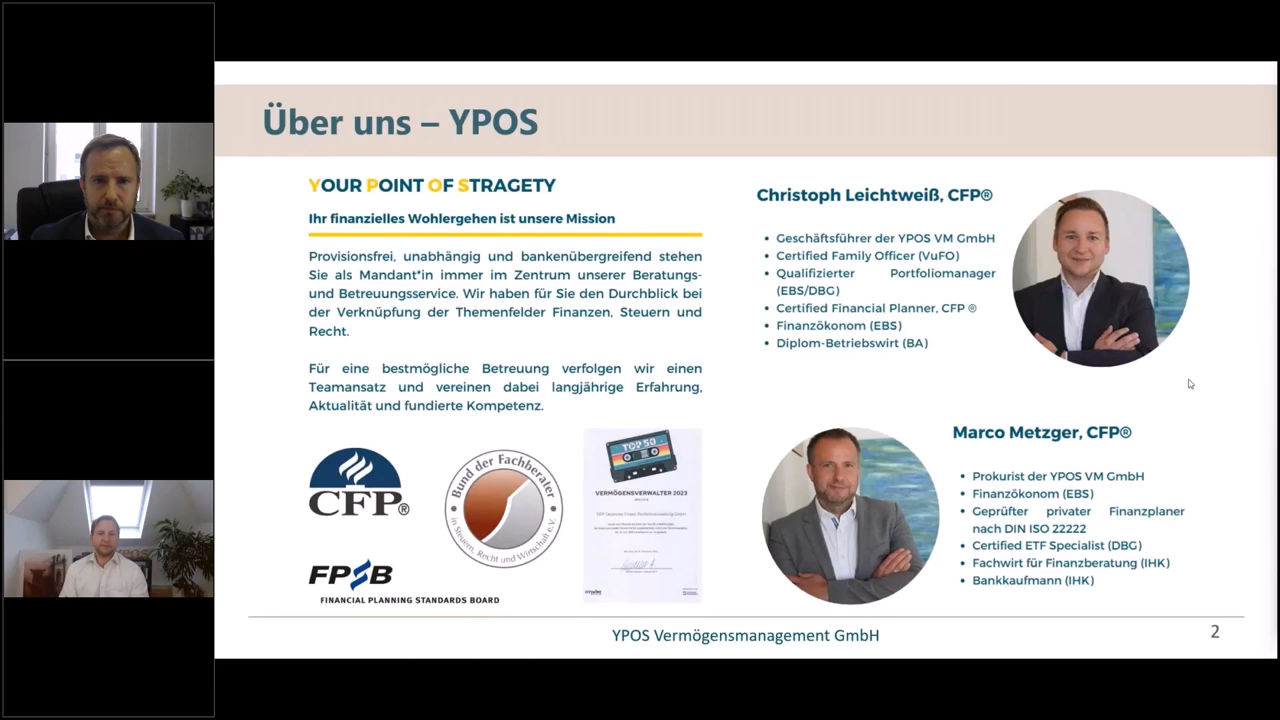 Über uns – YPOS
YOUR POINT OF STRAGETY
Ihr finanzielles Wohlergehen ist unsere Mission
Provisionsfrei, unabhängig und bankenübergreifend stehen
Sie als Mandant*in immer im Zentrum unserer Beratungs-
und Betreuungsservice. Wir haben für Sie den Durchblick bei
der Verknüpfung der Themenfelder Finanzen, Steuern und
Recht.
Für eine bestmögliche Betreuung verfolgen wir einen
Teamansatz und vereinen dabei langjährige Erfahrung,
Aktualität und fundierte Kompetenz.
CFP®
Bund der Fachberater
in Steuern, Recht und Wirtschaft e.V.
TOP 50
VERMÖGENSVERWALTER 2023
FPSB
FINANCIAL PLANNING STANDARDS BOARD
Christoph Leichtweiß, CFP®
• Geschäftsführer der YPOS VM GmbH
• Certified Family Officer (VuFO)
• Qualifizierter Portfoliomanager
(EBS/DBG)
• Certified Financial Planner, CFP ®
• Finanzökonom (EBS)
• Diplom-Betriebswirt (BA)
Marco Metzger, CFP®
• Prokurist der YPOS VM GmbH
• Finanzökonom (EBS)
• Geprüfter privater Finanzplaner
nach DIN ISO 22222
• Certified ETF Specialist (DBG)
• Fachwirt für Finanzberatung (IHK)
• Bankkaufmann (IHK)
YPOS Vermögensmanagement GmbH
2